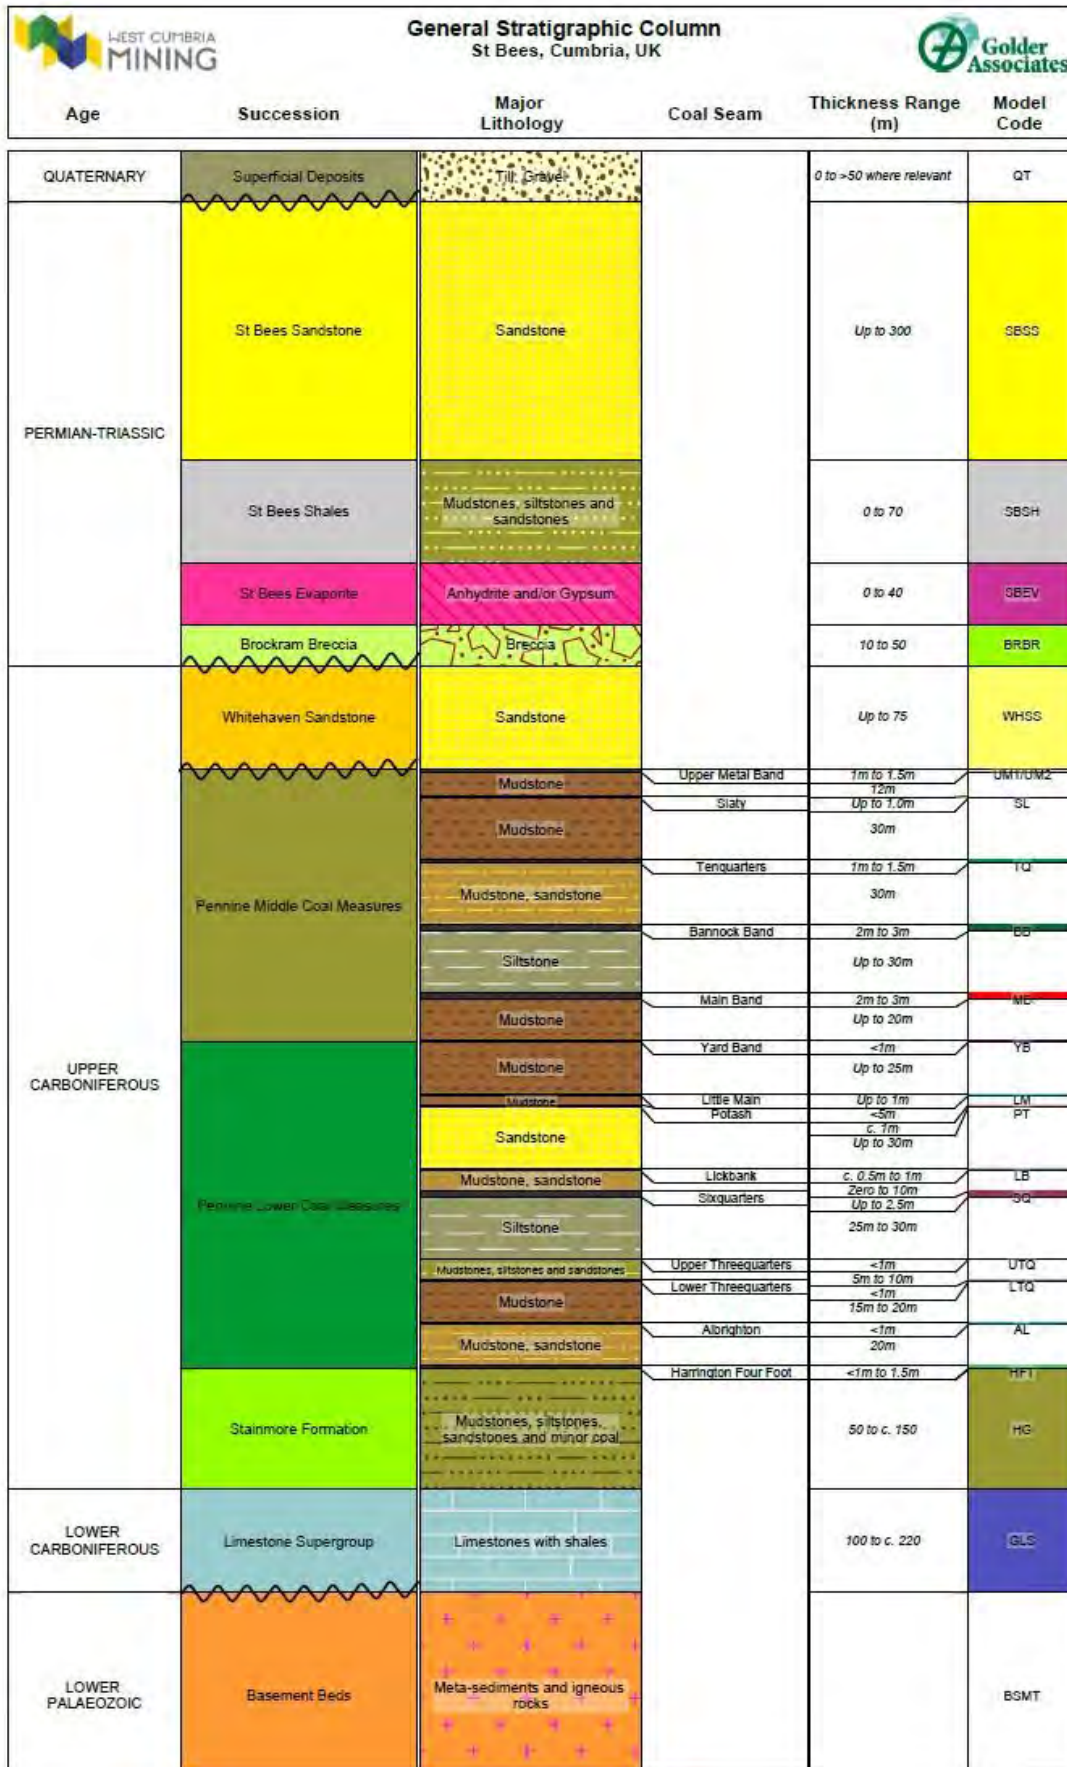 WEST CUMBRIA
MINING
General Stratigraphic Column
St Bees, Cumbria, UK
Golder
Associates
Age
Succession
Major
Lithology
Coal Seam
Thickness Range
(m)
Model
Code
QUATERNARY
Superficial Deposits
Till, Gravel
0 to >50 where relevant
QT
PERMIAN-TRIASSIC
St Bees Sandstone
Sandstone
Up to 300
SBSS
St Bees Shales
Mudstones, siltstones and
sandstones
0 to 70
SBSH
St Bees Evaporite
Anhydrite and/or Gypsum
0 to 40
SBEV
Brockram Breccia
Breccia
10 to 50
BRBR
UPPER
CARBONIFEROUS
Whitehaven Sandstone
Sandstone
Up to 75
WHSS
Pennine Middle Coal Measures
Mudstone
Upper Metal Band
1m to 1.5m
UM1/UM2
12m
Slaty
Up to 1.0m
SL
Mudstone
30m
Tenquarters
1m to 1.5m
TQ
Mudstone, sandstone
30m
Bannock Band
2m to 3m
BB
Siltstone
Up to 30m
Main Band
2m to 3m
MB
Mudstone
Up to 20m
Pennine Lower Coal Measures
Yard Band
<1m
YB
Mudstone
Up to 25m
Little Main
Up to 1m
LM
Mudstone
Potash
<5m
PT
c. 1m
Sandstone
Up to 30m
Lickbank
c. 0.5m to 1m
LB
Mudstone, sandstone
Zero to 10m
Sixquarters
Up to 2.5m
SQ
Siltstone
25m to 30m
Upper Threequarters
<1m
UTQ
Mudstones, siltstones and sandstones
5m to 10m
Lower Threequarters
<1m
LTQ
Mudstone
15m to 20m
Albrighton
<1m
AL
Mudstone, sandstone
20m
Harrington Four Foot
<1m to 1.5m
HFT
Stainmore Formation
Mudstones, siltstones,
sandstones and minor coal
50 to c. 150
HG
LOWER
CARBONIFEROUS
Limestone Supergroup
Limestones with shales
100 to c. 220
GLS
LOWER
PALAEOZOIC
Basement Beds
Meta-sediments and igneous
rocks
BSMT